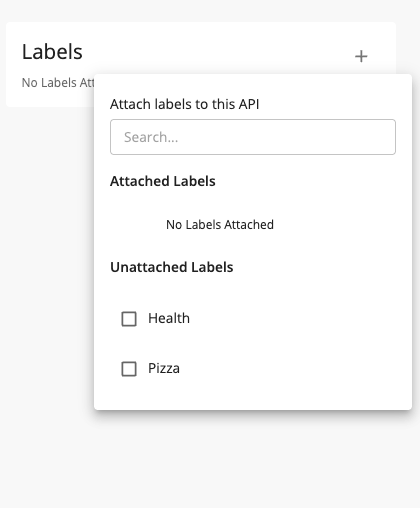 Labels
No Labels Att
Attach labels to this API
Search...
Attached Labels
No Labels Attached
Unattached Labels
Health
Pizza